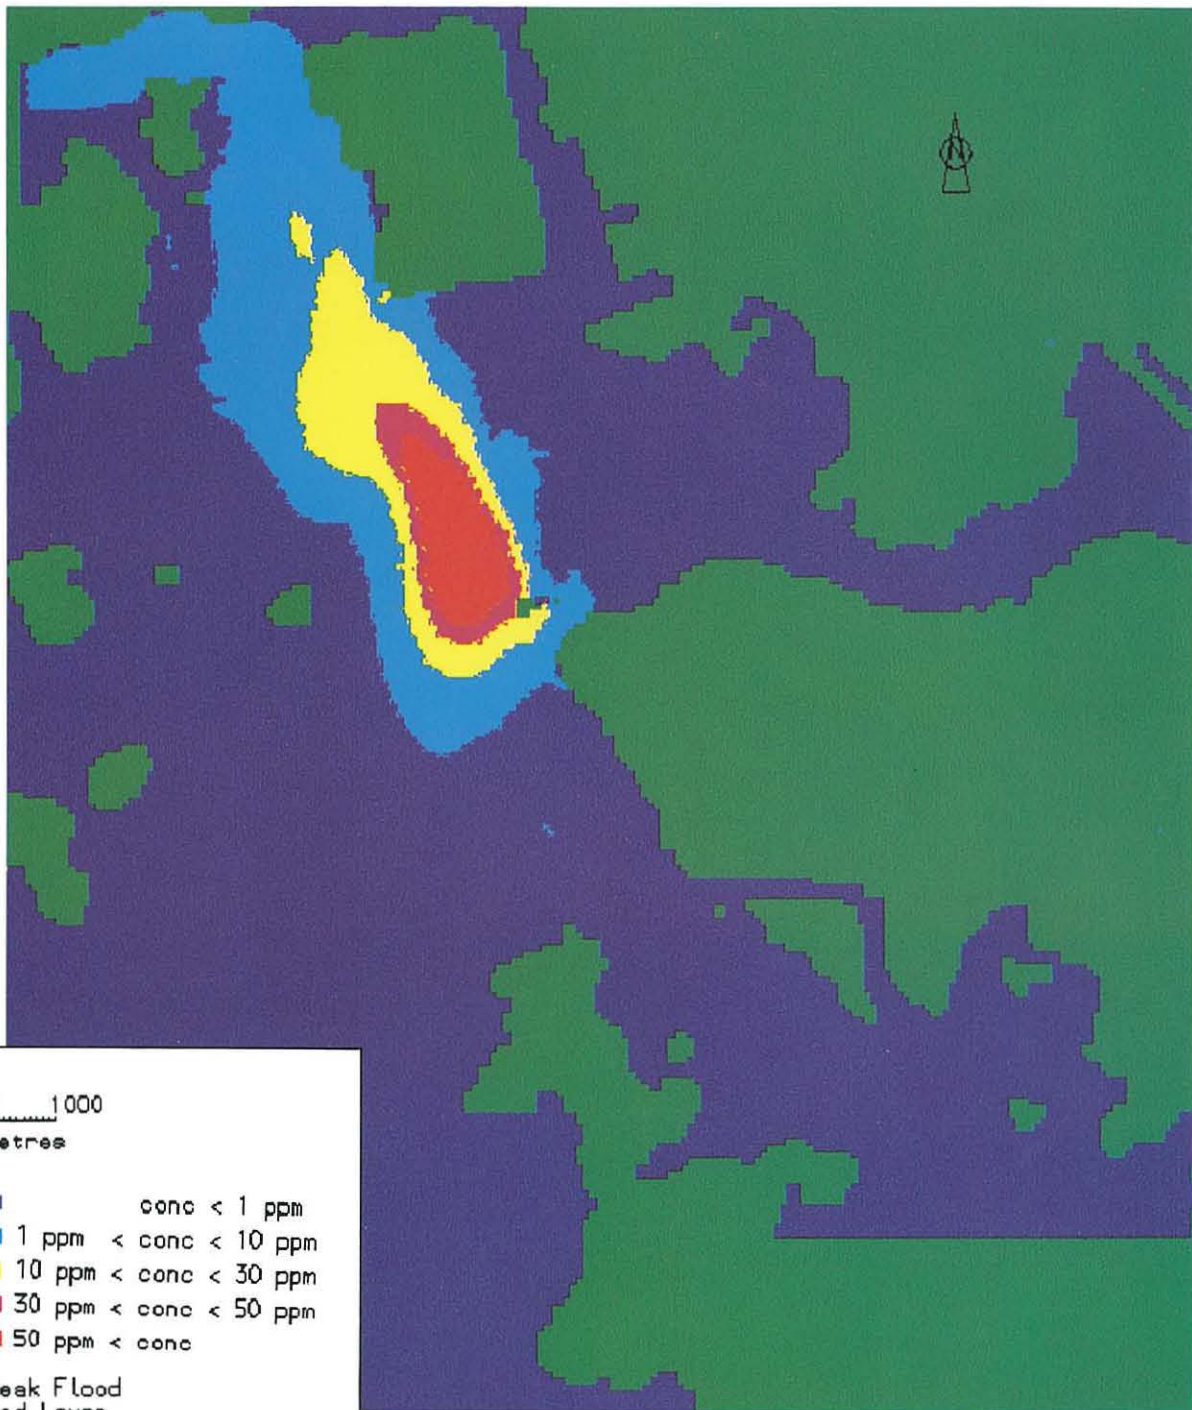 N
1000
etres
conc < 1 ppm
1 ppm < conc < 10 ppm
10 ppm < conc < 30 ppm
30 ppm < conc < 50 ppm
50 ppm < conc
eak Flood